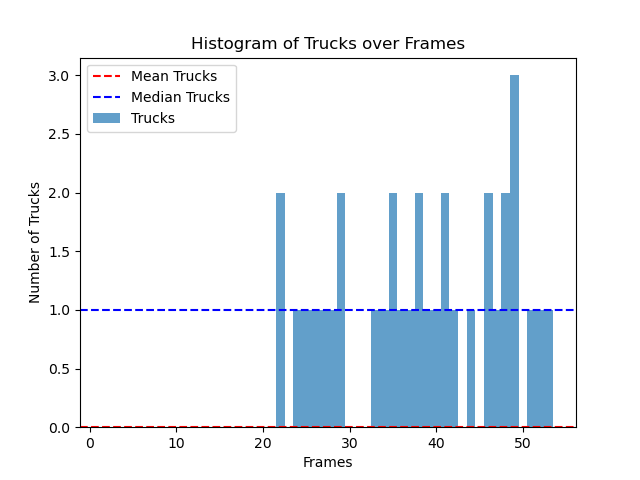 Histogram of Trucks over Frames
Mean Trucks
Median Trucks
Trucks
3.0
2.5
2.0
1.5
1.0
0.5
0.0
Number of Trucks
0 10 20 30 40 50
Frames